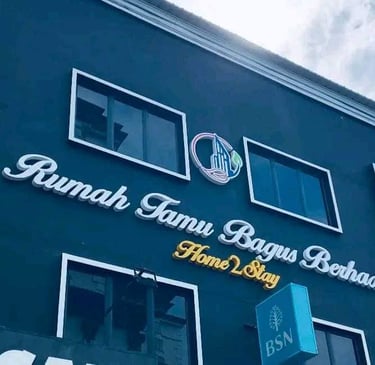 Rumah Tamu Bagus Berhad
Home2Stay
BSN